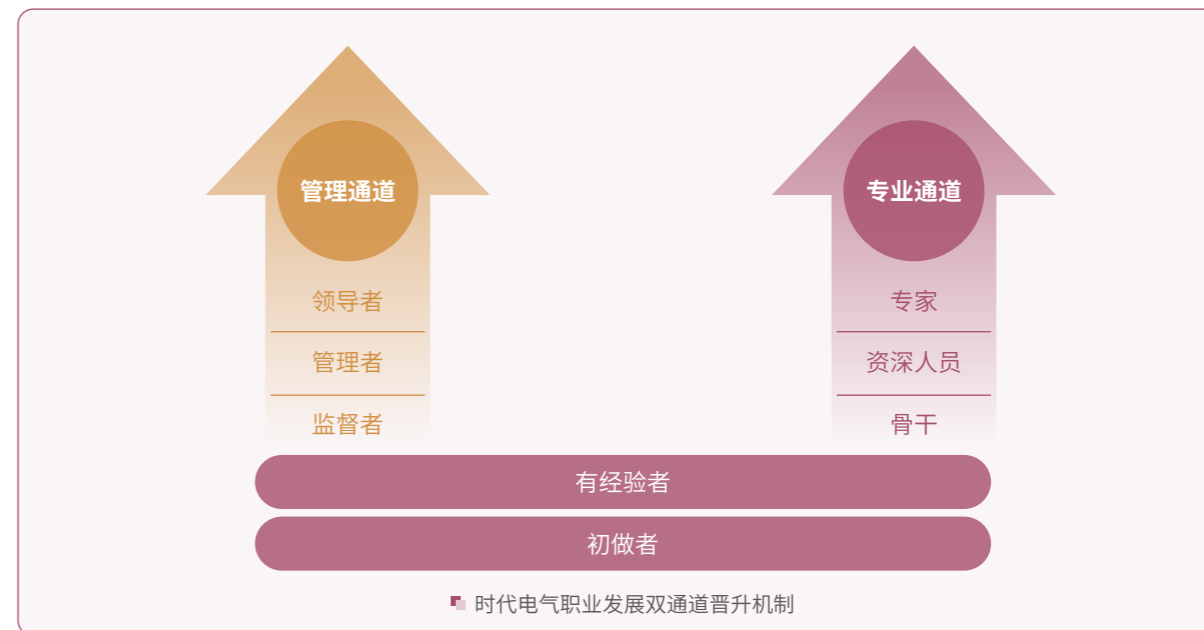 管理通道
领导者
管理者
监督者
专业通道
专家
资深人员
骨干
有经验者
初做者
时代电气职业发展双通道晋升机制